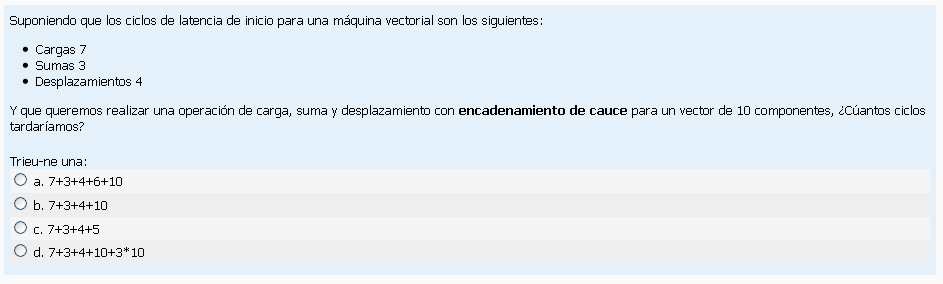 Suponiendo que los ciclos de latencia de inicio para una máquina vectorial son los siguientes:
• Cargas 7
• Sumas 3
• Desplazamientos 4
Y que queremos realizar una operación de carga, suma y desplazamiento con encadenamiento de cauce para un vector de 10 componentes, ¿Cúantos ciclos
tardaríamos?
Trieu-ne una:
a. 7+3+4+6+10
b. 7+3+4+10
c. 7+3+4+5
d. 7+3+4+10+3*10